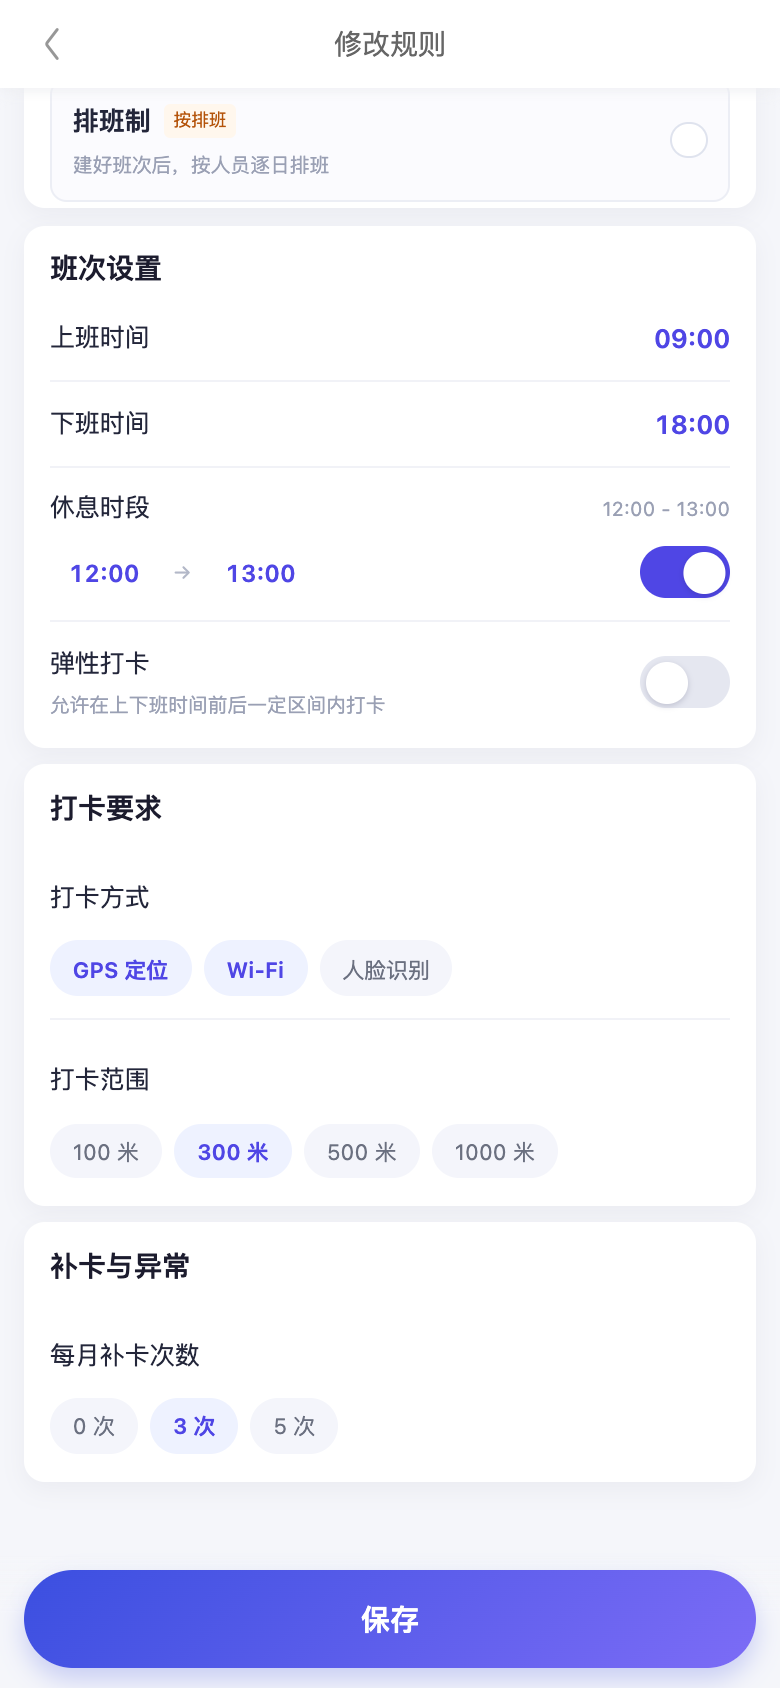 修改规则
排班制 按排班
建好班次后，按人员逐日排班
班次设置
上班时间 09:00
下班时间 18:00
休息时段 12:00 - 13:00
12:00 → 13:00
弹性打卡
允许在上下班时间前后一定区间内打卡
打卡要求
打卡方式
GPS 定位 Wi-Fi 人脸识别
打卡范围
100 米 300 米 500 米 1000 米
补卡与异常
每月补卡次数
0 次 3 次 5 次
保存